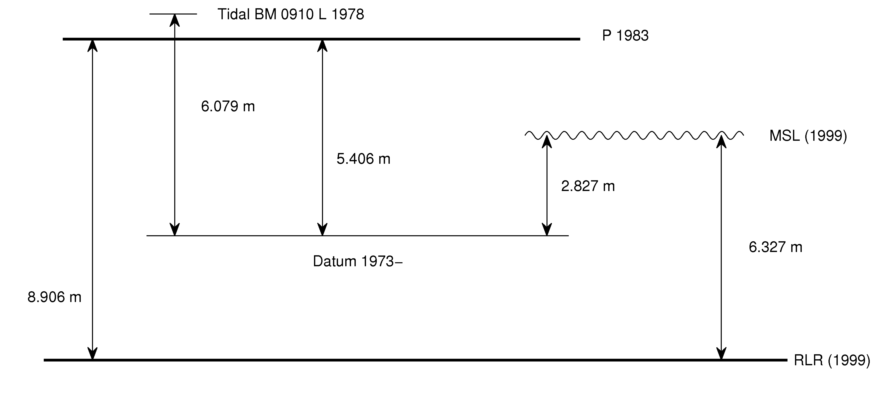 Tidal BM 0910 L 1978
P 1983
6.079 m
MSL (1999)
5.406 m
2.827 m
6.327 m
Datum 1973−
8.906 m
RLR (1999)